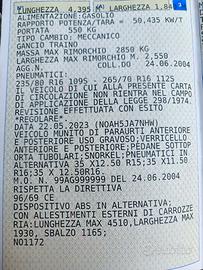 LUNGHEZZA 4,395 M LARGHEZZA 1,84
ALIMENTAZIONE:GASOLIO
RAPPORTO POTENZA/TARA = 50,435 KW/T
PORTATA 550 KG
TIPO CAMBIO: MECCANICO
GANCIO TRAINO
MASSA MAX RIMORCHIO 2850 KG
LARGHEZZA MAX RIMORCHIO M. 2,550
AGG.N. COLL.DO 24.06.2004
PNEUMATICI:
235/80 R16 109S - 265/70 R16 112S
IL VEICOLO DI CUI ALLA PRESENTE CARTA
DI CIRCOLAZIONE NON RIENTRA NEL CAMPO
DI APPLICAZIONE DELLA LEGGE 298/1974.
REVISIONE EFFETTUATA CON ESITO
*REGOLARE*.
DATA 22.05.2023 (NOAH5JA7NHW)
VEICOLO MUNITO DI PARAURTI ANTERIORE
E POSTERIORE USO GRAVOSO;VERRICELLO
ANTERIORE E POSTERIORE;PEDANE SOTTOP
ORTA TUBOLARI;SNORKEL;PNEUMATICI IN
ALTERNATIVA 35 X12.50 R15;35 X11.50
R16;35 X 12.50R16.
M.O. N. 99AG999999 DEL 24.06.2004
RISPETTA LA DIRETTIVA
96/69 CE
DISPOSITIVO ABS IN ALTERNATIVA;
CON ALLESTIMENTI ESTERNI DI CARROZZE
RIA:LUNGHEZZA MAX 4510,LARGHEZZA MAX
1930, SBALZO 1165;
NO1172